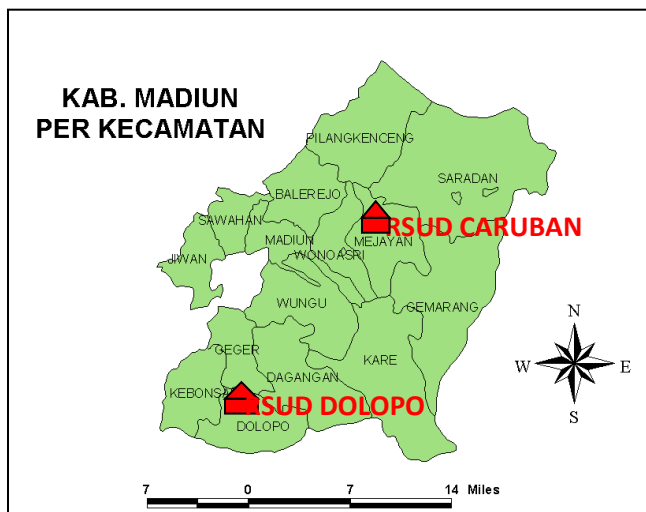 KAB. MADIUN
PER KECAMATAN
PILANGKENCENG
SARADAN
BALEREJO
SAWAHAN
RSUD CARUBAN
MADIUN
MEJAYAN
WONOASRI
JIWAN
WUNGU
GEMARANG
N
GEGER
KARE
W
E
DAGANGAN
S
RSUD DOLOPO
DOLOPO
7 0 7 14 Miles